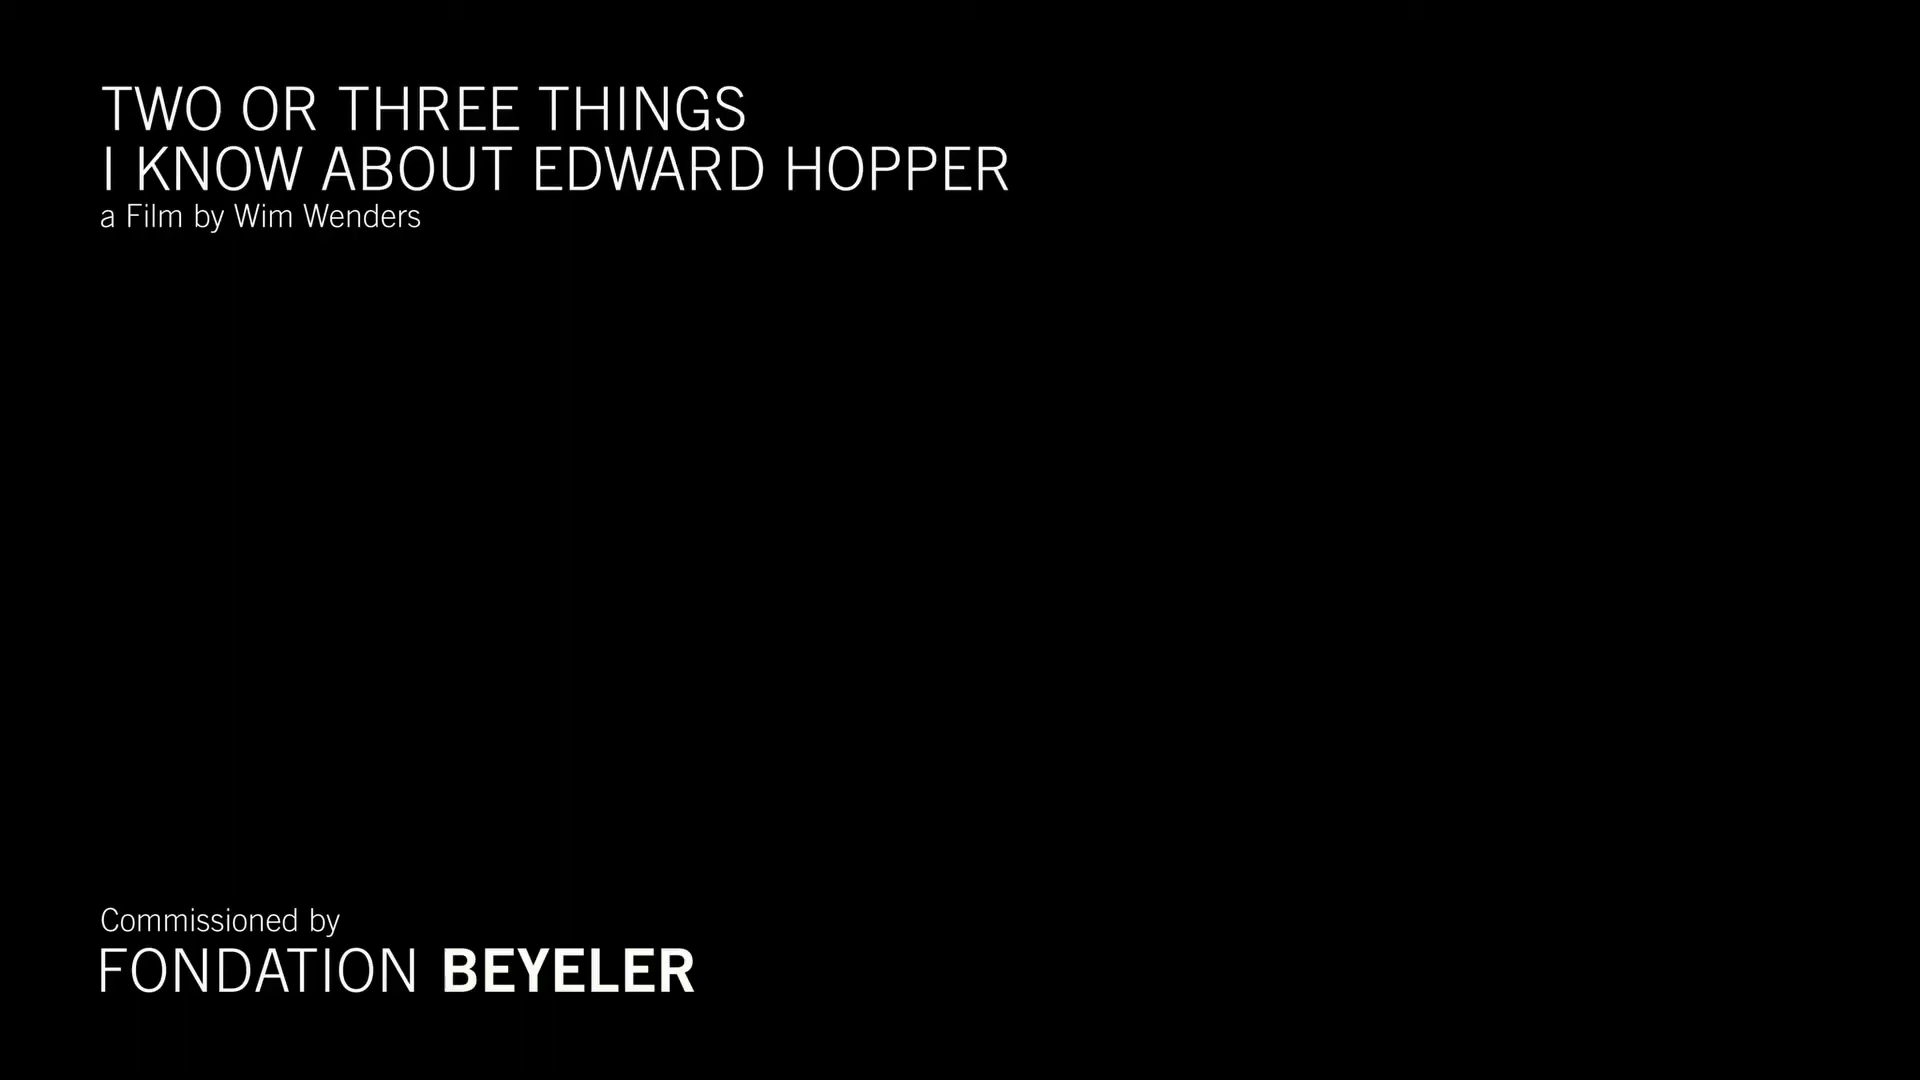 TWO OR THREE THINGS
I KNOW ABOUT EDWARD HOPPER
a Film by Wim Wenders
Commissioned by
FONDATION BEYELER